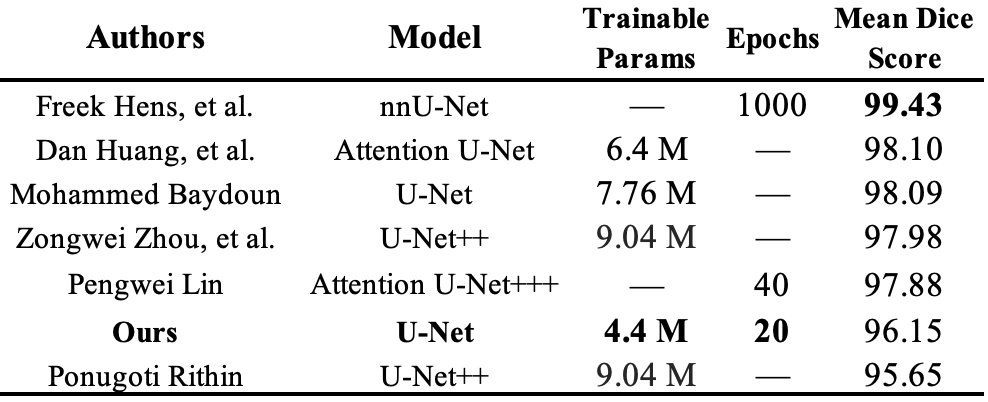 Authors Model Trainable Params Epochs Mean Dice Score
Freek Hens, et al. nnU-Net — 1000 99.43
Dan Huang, et al. Attention U-Net 6.4 M — 98.10
Mohammed Baydoun U-Net 7.76 M — 98.09
Zongwei Zhou, et al. U-Net++ 9.04 M — 97.98
Pengwei Lin Attention U-Net+++ — 40 97.88
Ours U-Net 4.4 M 20 96.15
Ponugoti Rithin U-Net++ 9.04 M — 95.65